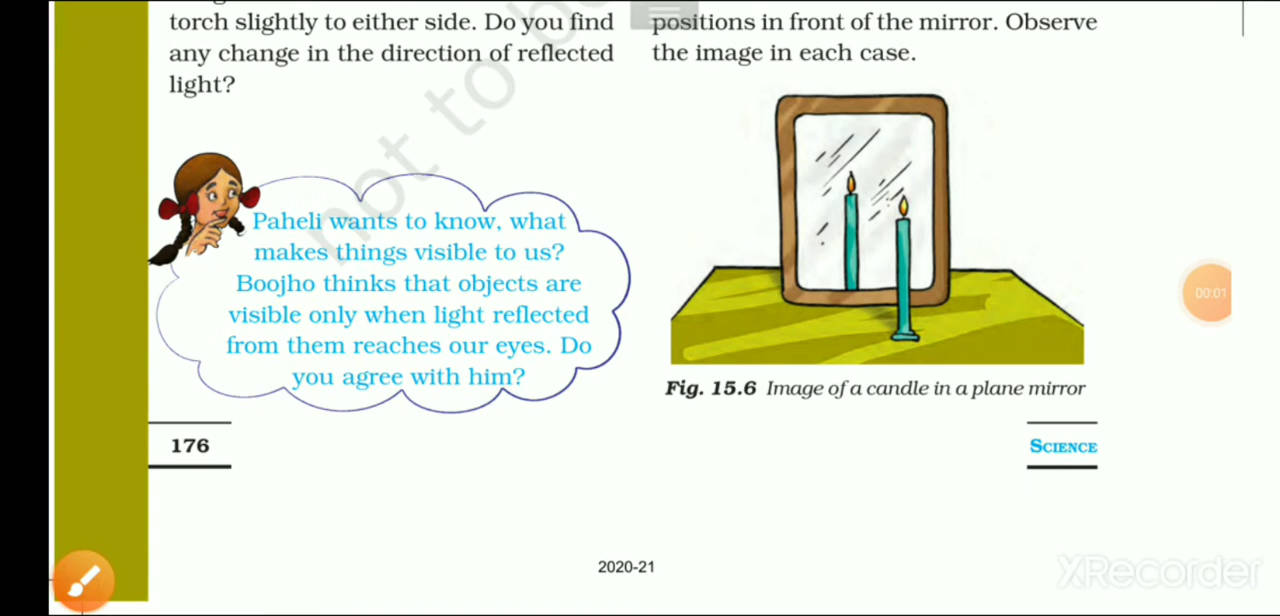 torch slightly to either side. Do you find
any change in the direction of reflected
light?
Paheli wants to know, what
makes things visible to us?
Boojho thinks that objects are
visible only when light reflected
from them reaches our eyes. Do
you agree with him?
176
positions in front of the mirror. Observe
the image in each case.
Fig. 15.6 Image of a candle in a plane mirror
SCIENCE
2020-21
not to be
00:01
XRecorder